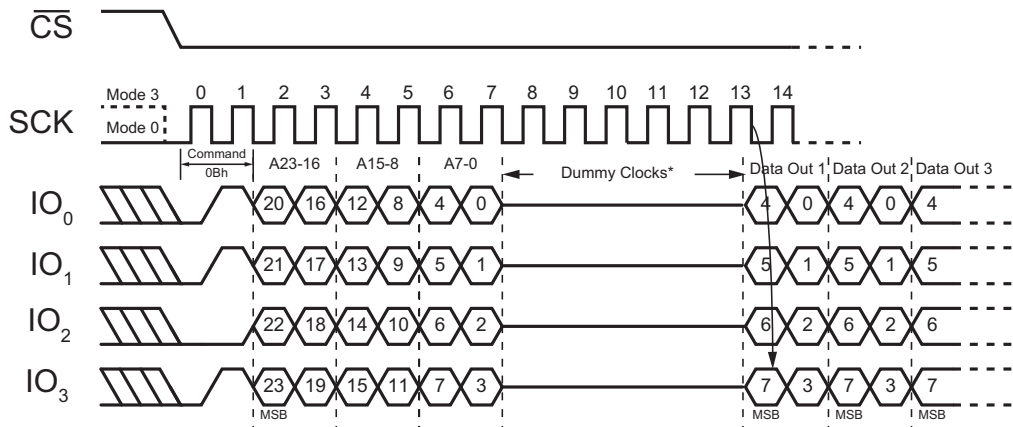 CS
Mode 3 0 1 2 3 4 5 6 7 8 9 10 11 12 13 14
SCK
Mode 0
Command A23-16 A15-8 A7-0 Dummy Clocks* Data Out 1 Data Out 2 Data Out 3
0Bh
IO0 20 16 12 8 4 0 4 0 4 0 4
IO1 21 17 13 9 5 1 5 1 5 1 5
IO2 22 18 14 10 6 2 6 2 6 2 6
IO3 23 19 15 11 7 3 7 3 7 3 7
MSB MSB MSB MSB